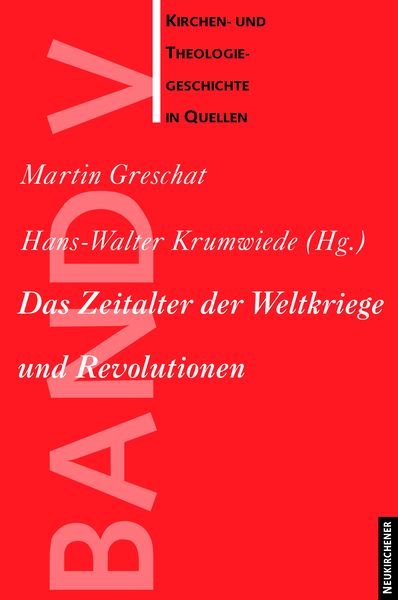 KIRCHEN- UND
THEOLOGIE-
GESCHICHTE
IN QUELLEN
Martin Greschat
Hans-Walter Krumwiede (Hg.)
Das Zeitalter der Weltkriege
und Revolutionen
BAND V
NEUKIRCHENER